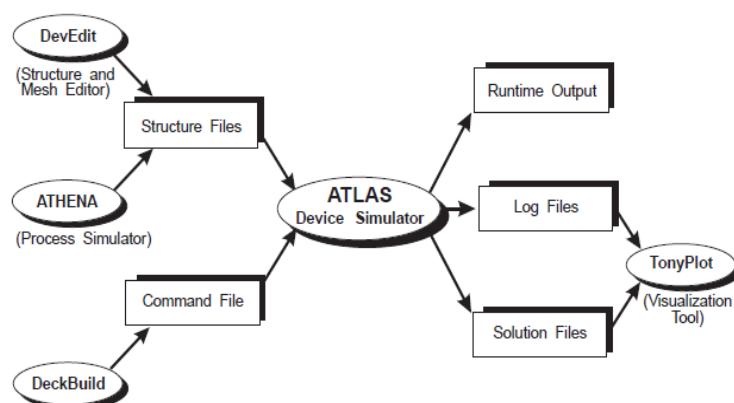 DevEdit
(Structure and
Mesh Editor)
Structure Files
ATHENA
(Process Simulator)
Command File
DeckBuild
ATLAS
Device Simulator
Runtime Output
Log Files
Solution Files
TonyPlot
(Visualization
Tool)